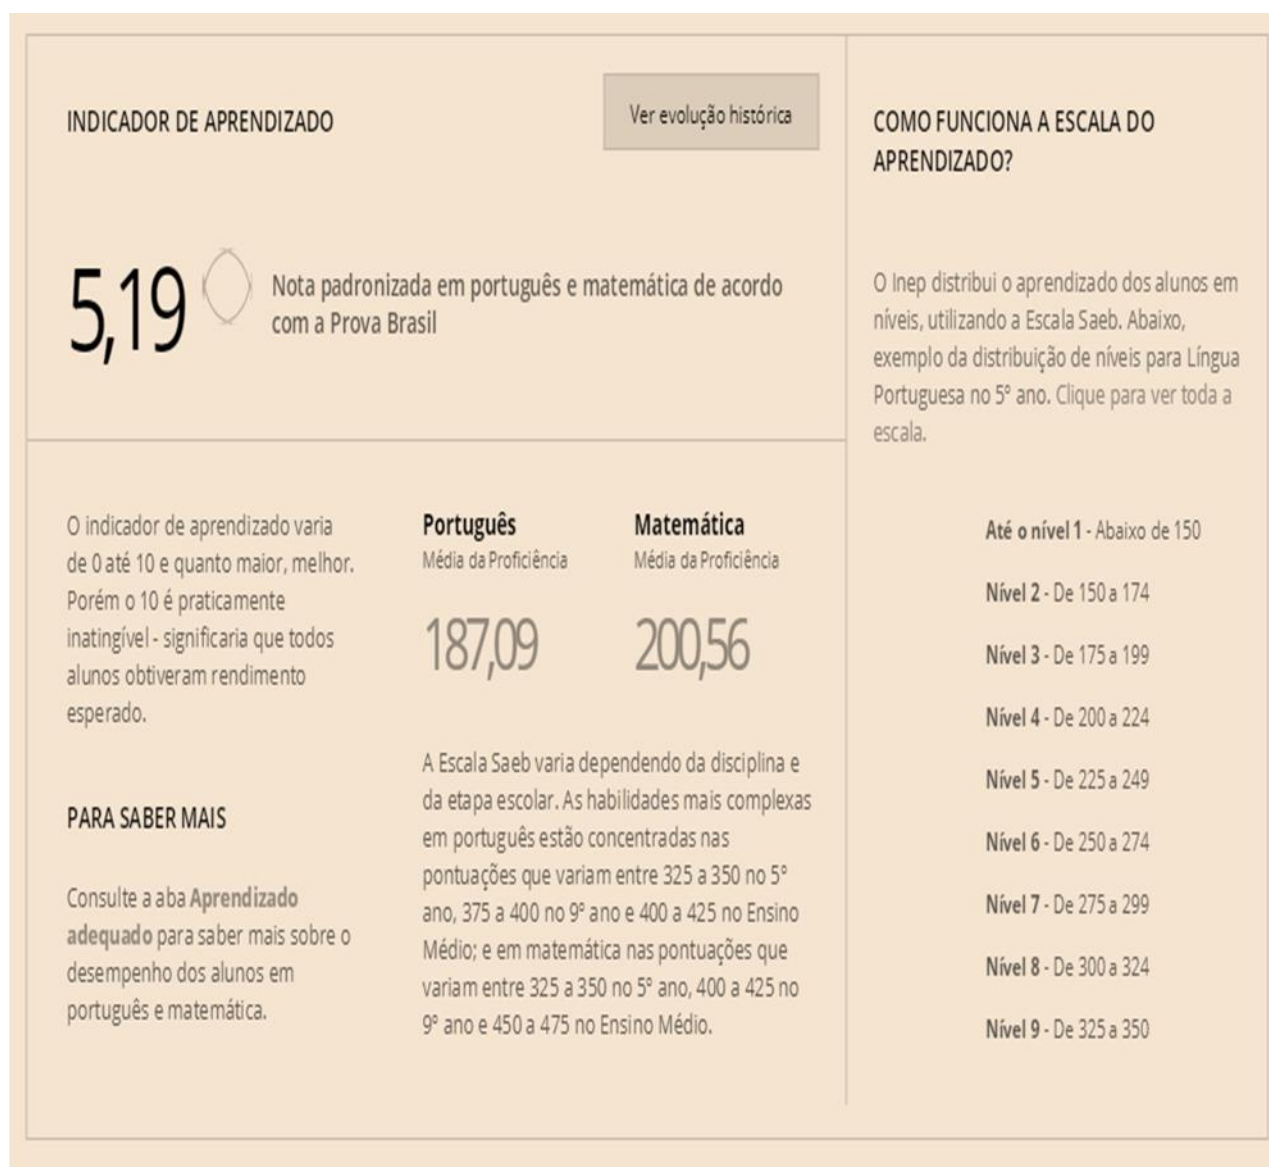 INDICADOR DE APRENDIZADO
Ver evolução histórica
5,19
Nota padronizada em português e matemática de acordo
com a Prova Brasil
O indicador de aprendizado varia
de 0 até 10 e quanto maior, melhor.
Porém o 10 é praticamente
inatingível - significaria que todos
alunos obtiveram rendimento
esperado.
PARA SABER MAIS
Consulte a aba Aprendizado
adequado para saber mais sobre o
desempenho dos alunos em
português e matemática.
Português
Média da Proficiência
187,09
Matemática
Média da Proficiência
200,56
A Escala Saeb varia dependendo da disciplina e
da etapa escolar. As habilidades mais complexas
em português estão concentradas nas
pontuações que variam entre 325 a 350 no 5º
ano, 375 a 400 no 9º ano e 400 a 425 no Ensino
Médio; e em matemática nas pontuações que
variam entre 325 a 350 no 5º ano, 400 a 425 no
9º ano e 450 a 475 no Ensino Médio.
COMO FUNCIONA A ESCALA DO
APRENDIZADO?
O Inep distribui o aprendizado dos alunos em
níveis, utilizando a Escala Saeb. Abaixo,
exemplo da distribuição de níveis para Língua
Portuguesa no 5º ano. Clique para ver toda a
escala.
Até o nível 1 - Abaixo de 150
Nível 2 - De 150 a 174
Nível 3 - De 175 a 199
Nível 4 - De 200 a 224
Nível 5 - De 225 a 249
Nível 6 - De 250 a 274
Nível 7 - De 275 a 299
Nível 8 - De 300 a 324
Nível 9 - De 325 a 350